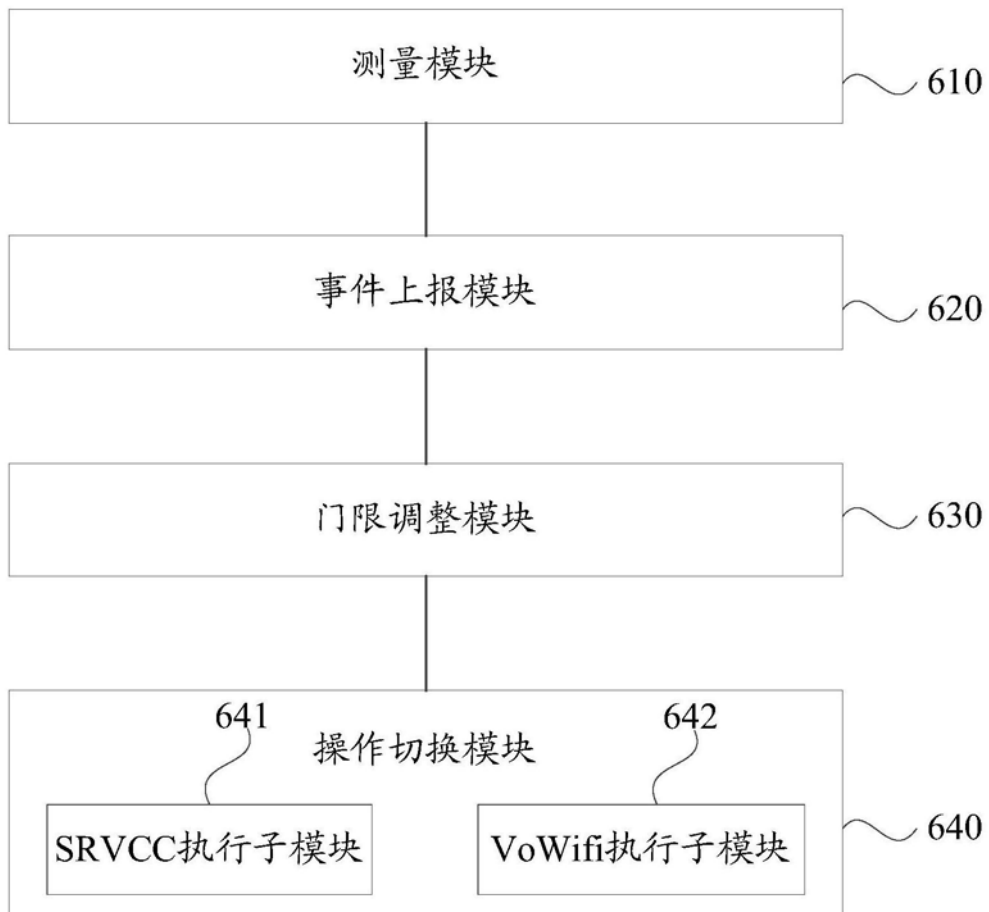 测量模块
610
事件上报模块
620
门限调整模块
630
641
642
操作切换模块
SRVCC执行子模块
VoWifi执行子模块
640